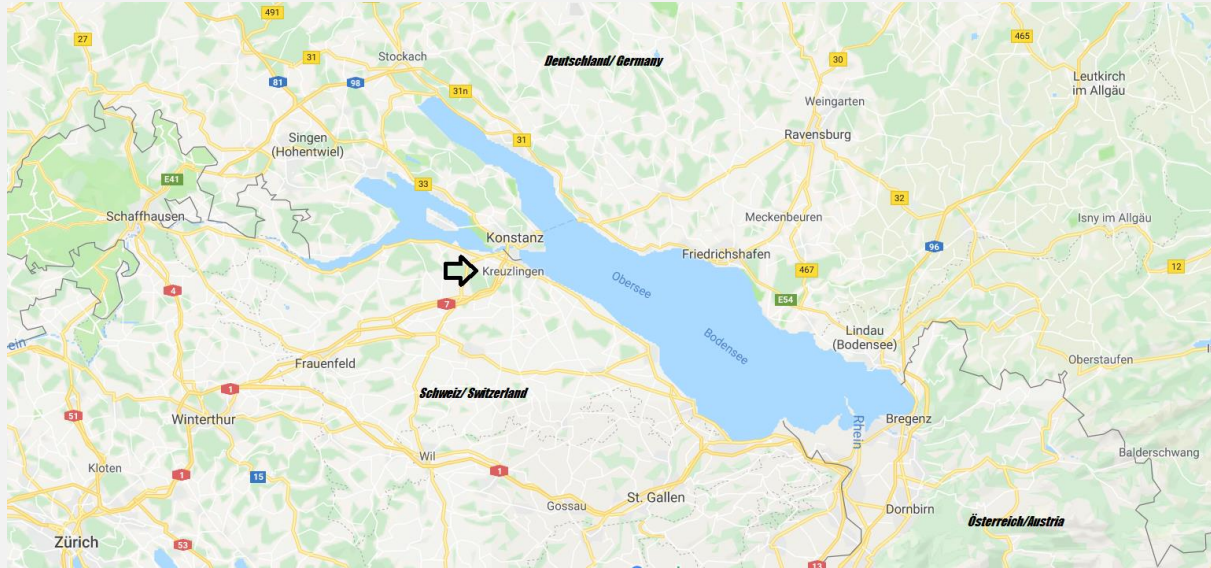 491
27
Stockach
31
81
98
31n
Deutschland/ Germany
30
465
Leutkirch
im Allgäu
Weingarten
Ravensburg
Singen
(Hohentwiel)
31
E41
33
32
Schaffhausen
Meckenbeuren
Isny im Allgäu
Konstanz
96
Friedrichshafen
Kreuzlingen
467
12
Obersee
4
7
E54
Lindau
(Bodensee)
Bodensee
ein
Frauenfeld
Oberstaufen
1
Schweiz/ Switzerland
51
Winterthur
Rhein
Bregenz
Balderschwang
Kloten
1
15
Wil
1
St. Gallen
Gossau
Dornbirn
Österreich/Austria
Zürich
53
13